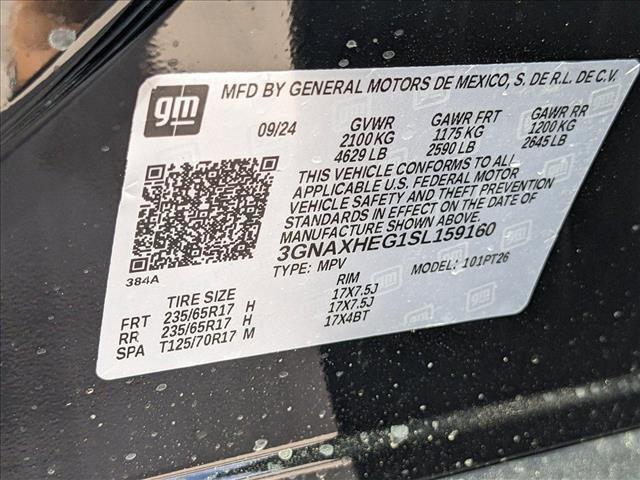 gm
MFD BY GENERAL MOTORS DE MEXICO, S. DE R.L. DE C.V.
09/24 GVWR GAWR FRT GAWR RR
2100 KG 1175 KG 1200 KG
4629 LB 2590 LB 2645 LB
THIS VEHICLE CONFORMS TO ALL
APPLICABLE U.S. FEDERAL MOTOR
VEHICLE SAFETY AND THEFT PREVENTION
STANDARDS IN EFFECT ON THE DATE OF
MANUFACTURE SHOWN ABOVE.
3GNAXHEG1SL159160
TYPE: MPV MODEL: 101PT26
384A
TIRE SIZE RIM
FRT 235/65R17 H 17X7.5J
RR 235/65R17 H 17X7.5J
SPA T125/70R17 M 17X4BT